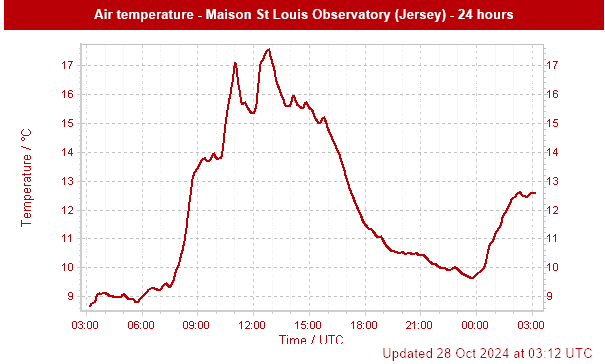 Air temperature - Maison St Louis Observatory (Jersey) - 24 hours
Temperature / °C
17 17
16 16
15 15
14 14
13 13
12 12
11 11
10 10
9 9
03:00 06:00 09:00 12:00 15:00 18:00 21:00 00:00 03:00
Time / UTC
Updated 28 Oct 2024 at 03:12 UTC